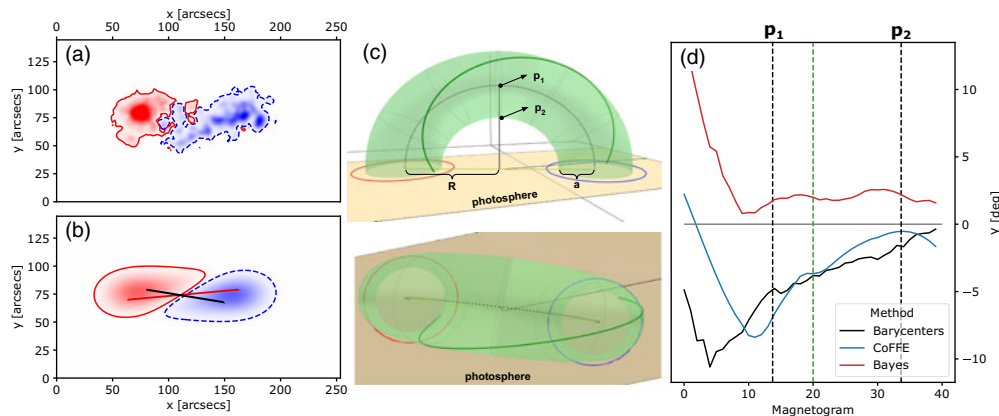 x [arcsecs]
0 50 100 150 200 250
(a)
y [arcsecs]
125
100
75
50
25
0
(b)
y [arcsecs]
125
100
75
50
25
0
0 50 100 150 200 250
x [arcsecs]
(c)
p1
p2
R
a
photosphere
photosphere
p1 p2
(d)
10
5
0
−5
−10
γ [deg]
Method
Barycenters
CoFFE
Bayes
0 10 20 30 40
Magnetogram